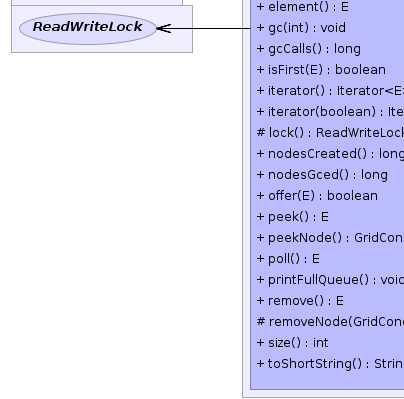 ReadWriteLock
+ element() : E
+ gc(int) : void
+ gcCalls() : long
+ isFirst(E) : boolean
+ iterator() : Iterator<E
+ iterator(boolean) : Ite
# lock() : ReadWriteLock
+ nodesCreated() : long
+ nodesGced() : long
+ offer(E) : boolean
+ peek() : E
+ peekNode() : GridCon
+ poll() : E
+ printFullQueue() : void
+ remove() : E
# removeNode(GridConc
+ size() : int
+ toShortString() : Strin